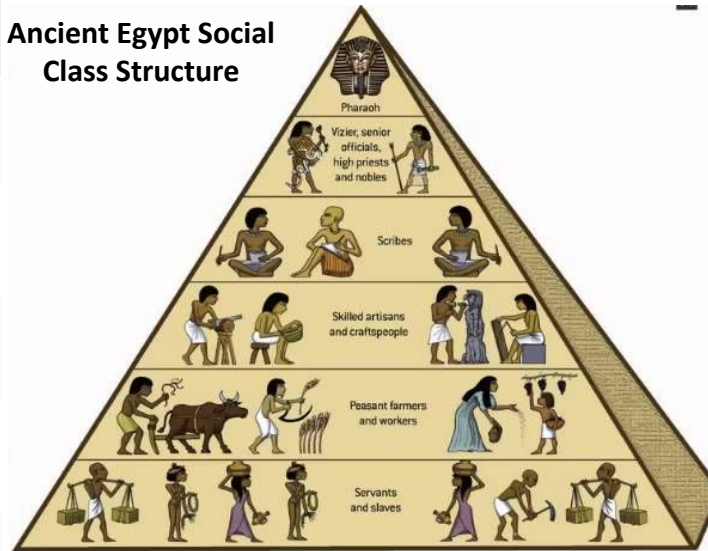 Ancient Egypt Social
Class Structure
Pharaoh
Vizier, senior
officials,
high priests
and nobles
Scribes
Skilled artisans
and craftspeople
Peasant farmers
and workers
Servants
and slaves